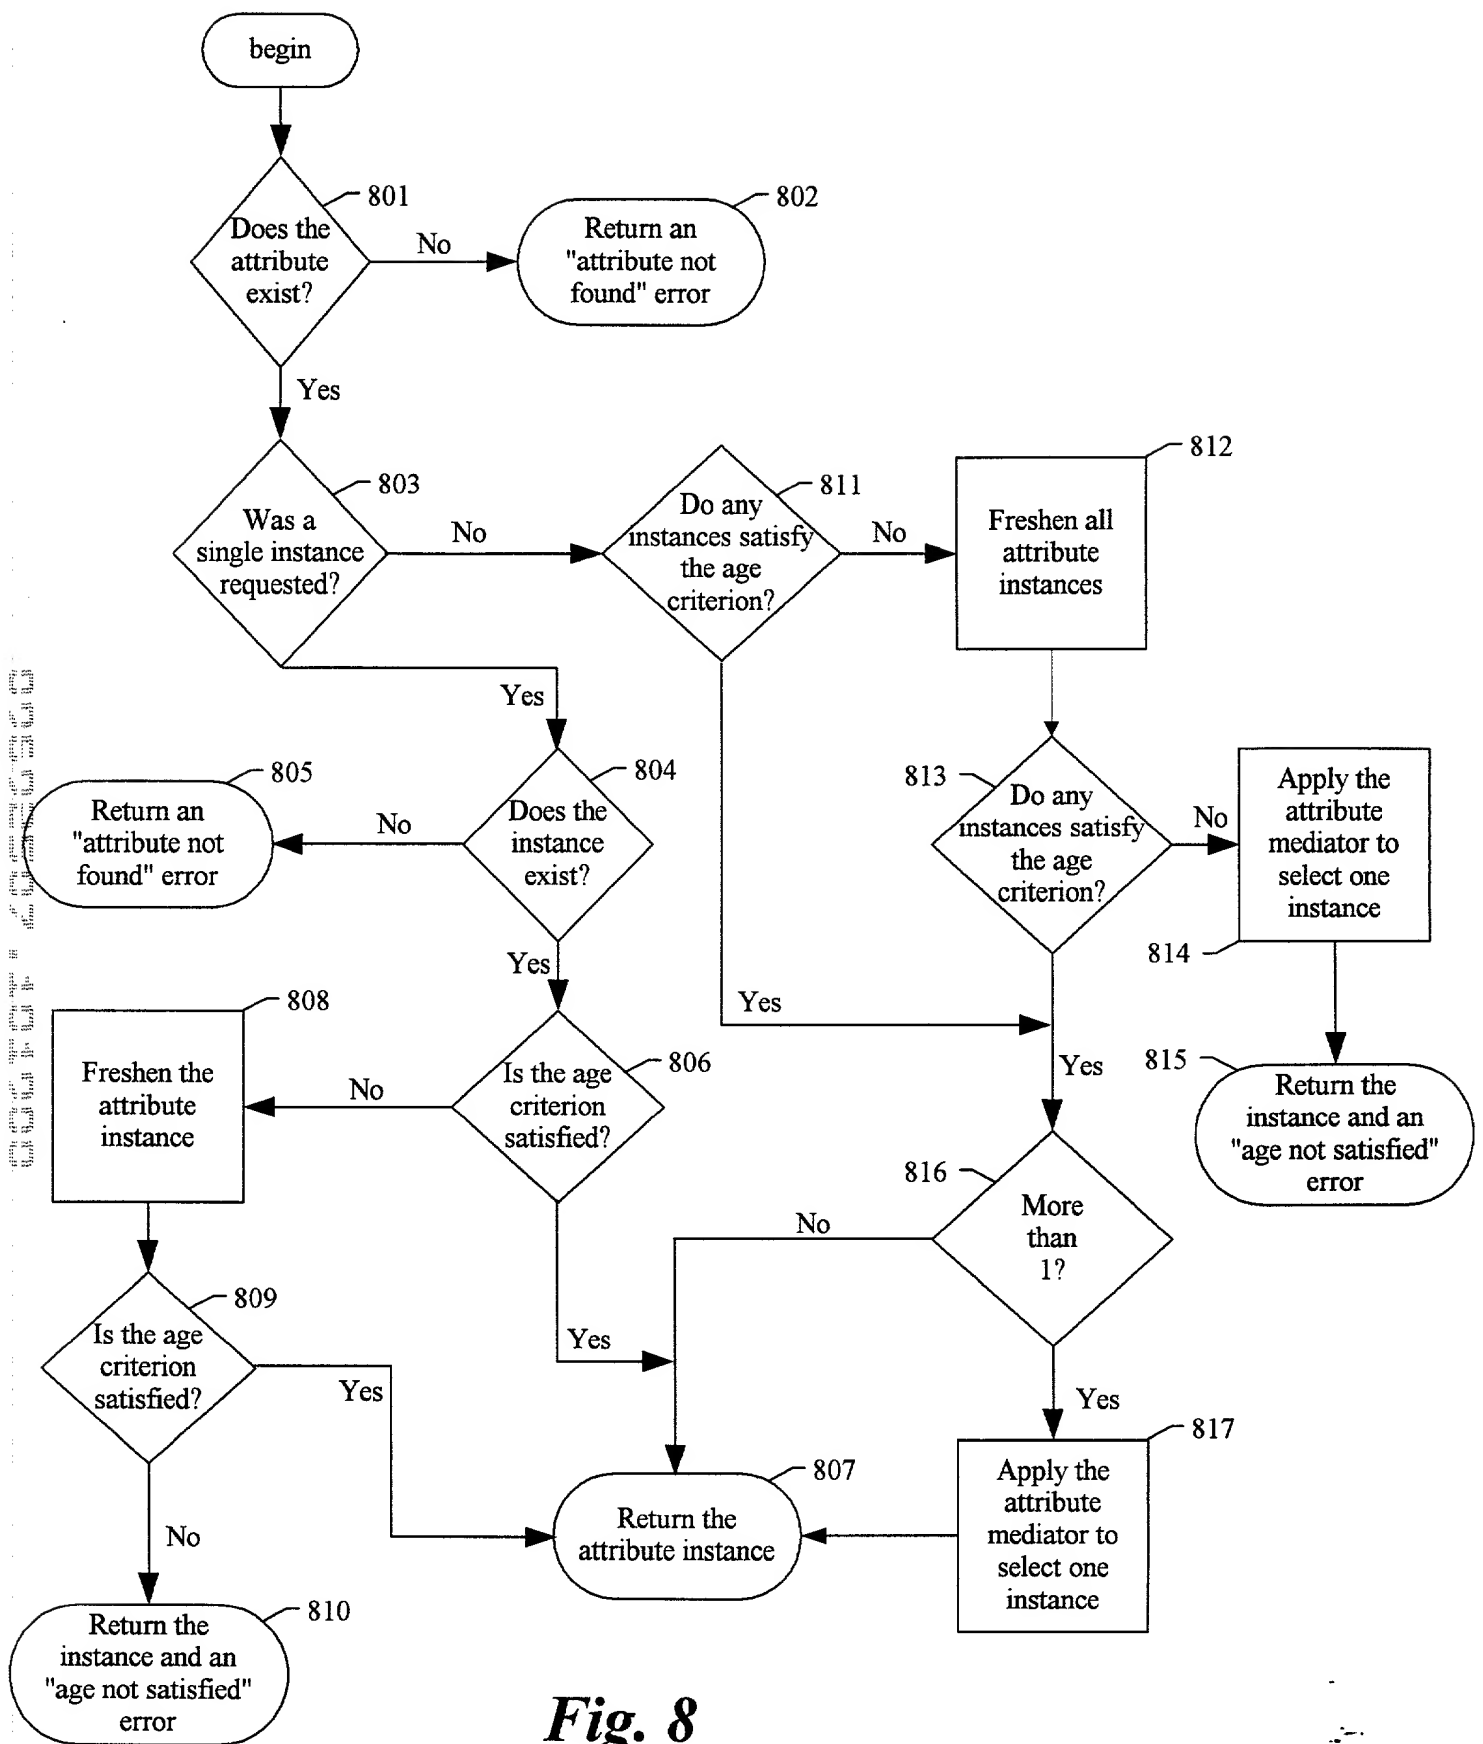 begin
801
Does the
attribute
exist?
No
802
Return an
"attribute not
found" error
Yes
803
Was a
single instance
requested?
No
811
Do any
instances satisfy
the age
criterion?
No
812
Freshen all
attribute
instances
Yes
804
Does the
instance
exist?
No
805
Return an
"attribute not
found" error
813
Do any
instances satisfy
the age
criterion?
No
Apply the
attribute
mediator to
select one
instance
814
Yes
Yes
Yes
806
Is the age
criterion
satisfied?
No
808
Freshen the
attribute
instance
815
Return the
instance and an
"age not satisfied"
error
816
More
than
1?
No
Yes
809
Is the age
criterion
satisfied?
Yes
Yes
817
Apply the
attribute
mediator to
select one
instance
807
Return the
attribute instance
No
810
Return the
instance and an
"age not satisfied"
error
Fig. 8